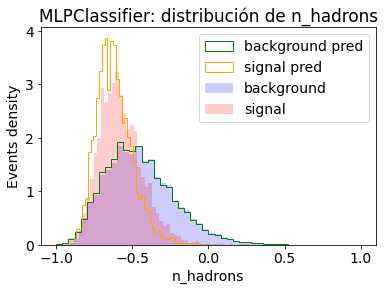 MLPClassifier: distribución de n_hadrons
4
3
2
1
0
Events density
background pred
signal pred
background
signal
−1.0 −0.5 0.0 0.5 1.0
n_hadrons